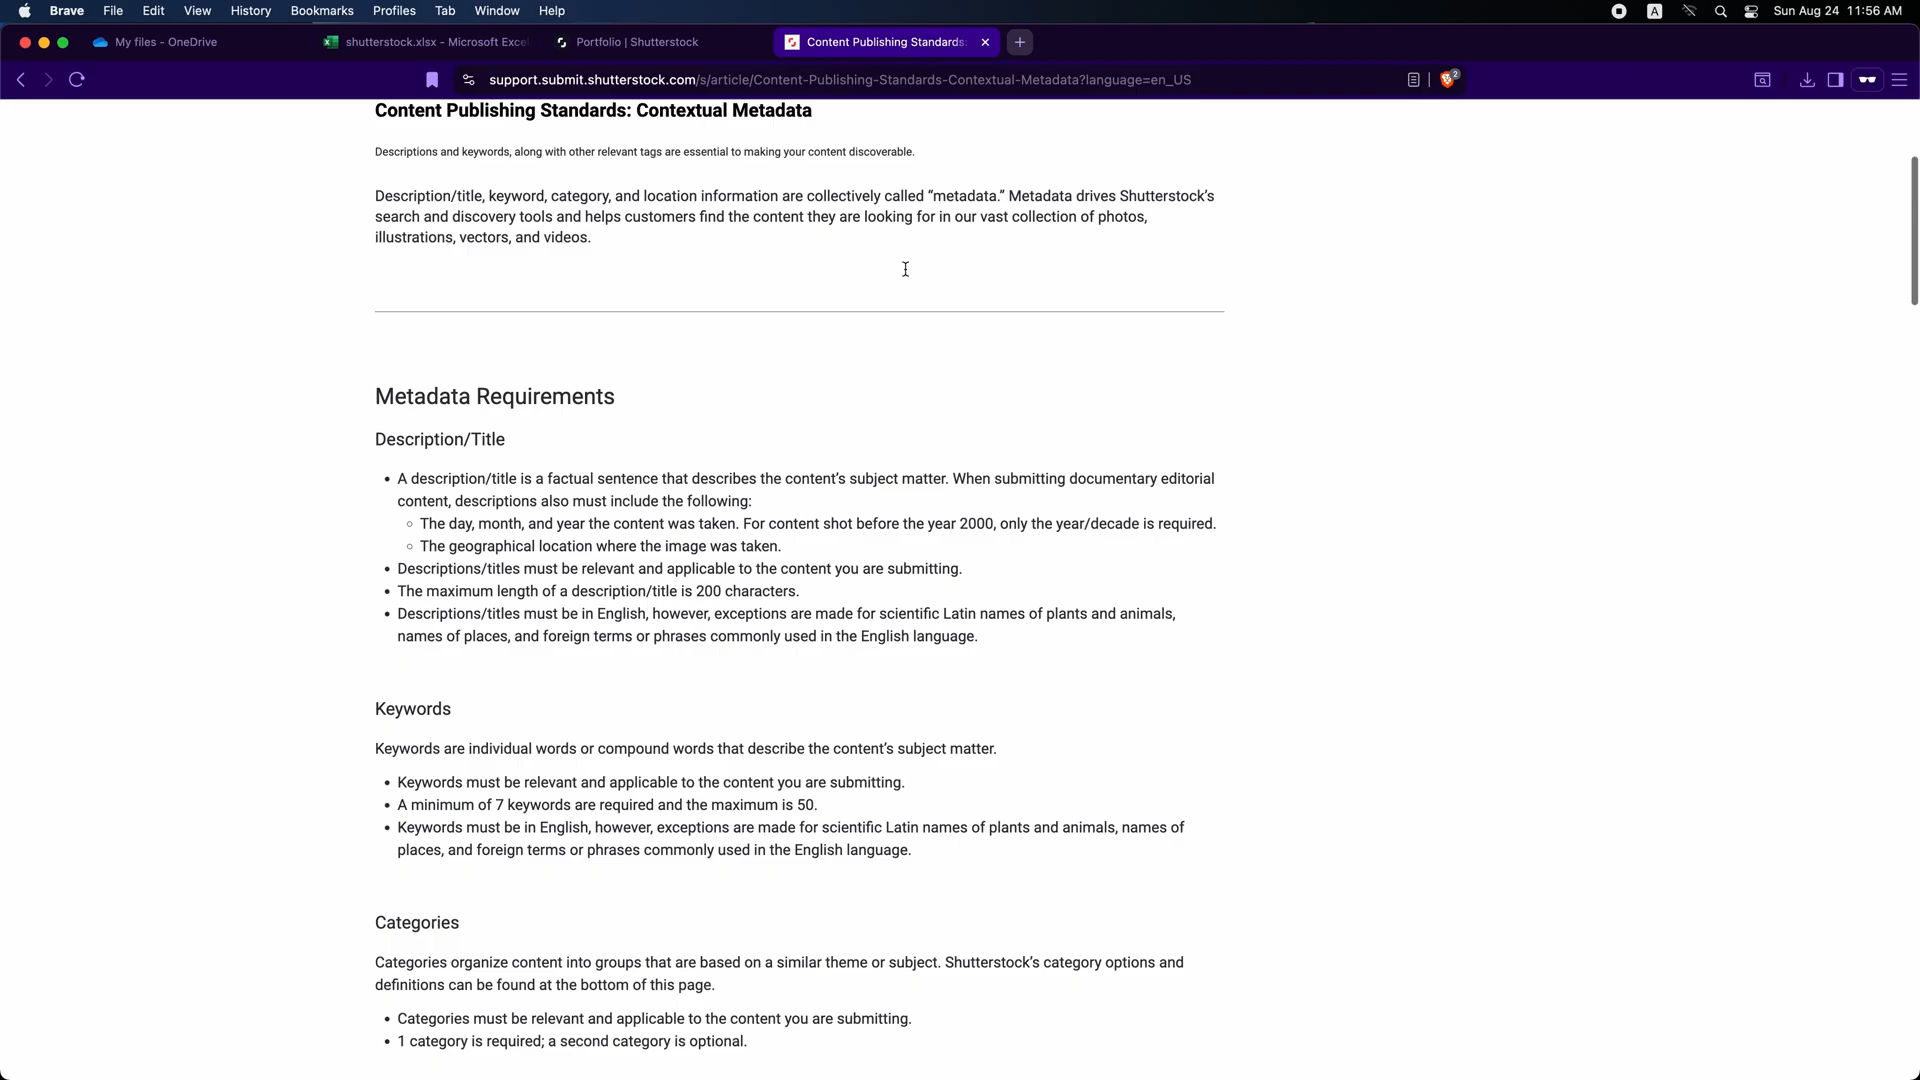 Brave File Edit View History Bookmarks Profiles Tab Window Help A Sun Aug 24 11:56 AM
My files - OneDrive shutterstock.xlsx - Microsoft Exce Portfolio | Shutterstock Content Publishing Standards:
support.submit.shutterstock.com/s/article/Content-Publishing-Standards-Contextual-Metadata?language=en_US 2
Content Publishing Standards: Contextual Metadata
Descriptions and keywords, along with other relevant tags are essential to making your content discoverable.
Description/title, keyword, category, and location information are collectively called “metadata.” Metadata drives Shutterstock’s
search and discovery tools and helps customers find the content they are looking for in our vast collection of photos,
illustrations, vectors, and videos.
Metadata Requirements
Description/Title
• A description/title is a factual sentence that describes the content’s subject matter. When submitting documentary editorial
content, descriptions also must include the following:
○ The day, month, and year the content was taken. For content shot before the year 2000, only the year/decade is required.
○ The geographical location where the image was taken.
• Descriptions/titles must be relevant and applicable to the content you are submitting.
• The maximum length of a description/title is 200 characters.
• Descriptions/titles must be in English, however, exceptions are made for scientific Latin names of plants and animals,
names of places, and foreign terms or phrases commonly used in the English language.
Keywords
Keywords are individual words or compound words that describe the content’s subject matter.
• Keywords must be relevant and applicable to the content you are submitting.
• A minimum of 7 keywords are required and the maximum is 50.
• Keywords must be in English, however, exceptions are made for scientific Latin names of plants and animals, names of
places, and foreign terms or phrases commonly used in the English language.
Categories
Categories organize content into groups that are based on a similar theme or subject. Shutterstock’s category options and
definitions can be found at the bottom of this page.
• Categories must be relevant and applicable to the content you are submitting.
• 1 category is required; a second category is optional.